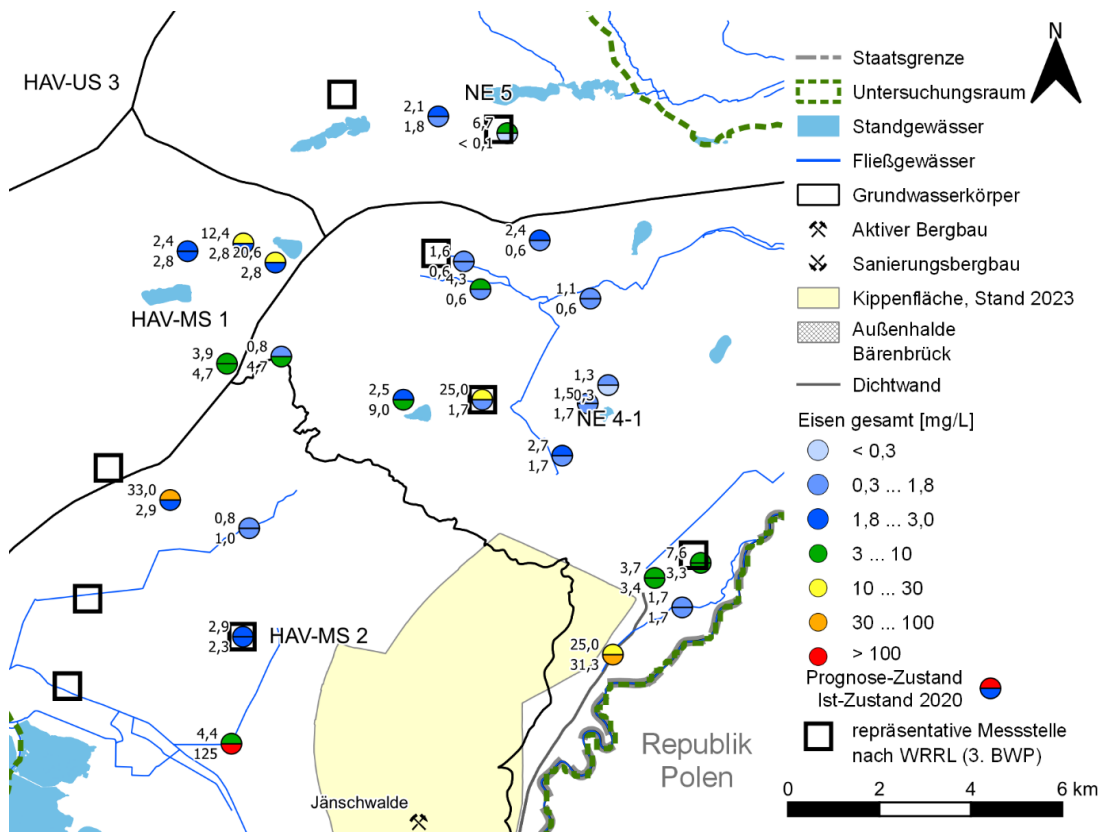 HAV-US 3
NE 5
2,1
1,8
6,7
< 0,1
2,4
2,8
12,4
2,8
20,6
2,8
HAV-MS 1
1,6
0,6
2,4
0,6
4,3
0,6
1,1
0,6
3,9
4,7
0,8
4,7
2,5
9,0
25,0
1,7
1,3
0,3
1,5
1,7
NE 4-1
2,7
1,7
33,0
2,9
0,8
1,0
7,6
3,3
3,7
3,4
1,7
1,7
2,9
2,3
HAV-MS 2
25,0
31,3
4,4
125
Republik
Polen
Jänschwalde
N
Staatsgrenze
Untersuchungsraum
Standgewässer
Fließgewässer
Grundwasserkörper
Aktiver Bergbau
Sanierungsbergbau
Kippenfläche, Stand 2023
Außenhalde
Bärenbrück
Dichtwand
Eisen gesamt [mg/L]
< 0,3
0,3 ... 1,8
1,8 ... 3,0
3 ... 10
10 ... 30
30 ... 100
> 100
Prognose-Zustand
Ist-Zustand 2020
repräsentative Messstelle
nach WRRL (3. BWP)
0 2 4 6 km